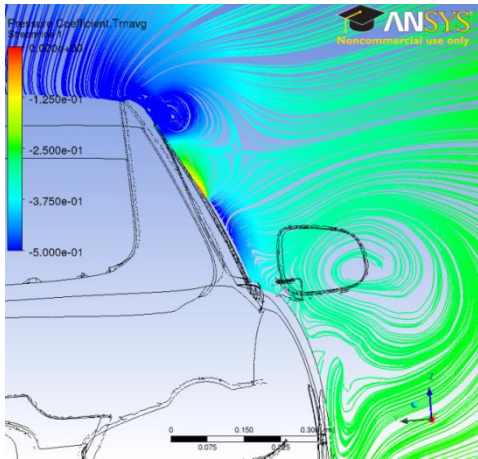 Pressure Coefficient.Trnavg
Streamline 1
0.000e+00
-1.250e-01
-2.500e-01
-3.750e-01
-5.000e-01
ANSYS
Noncommercial use only
Z
Y
0
0.150
0.300
0.075
0.225